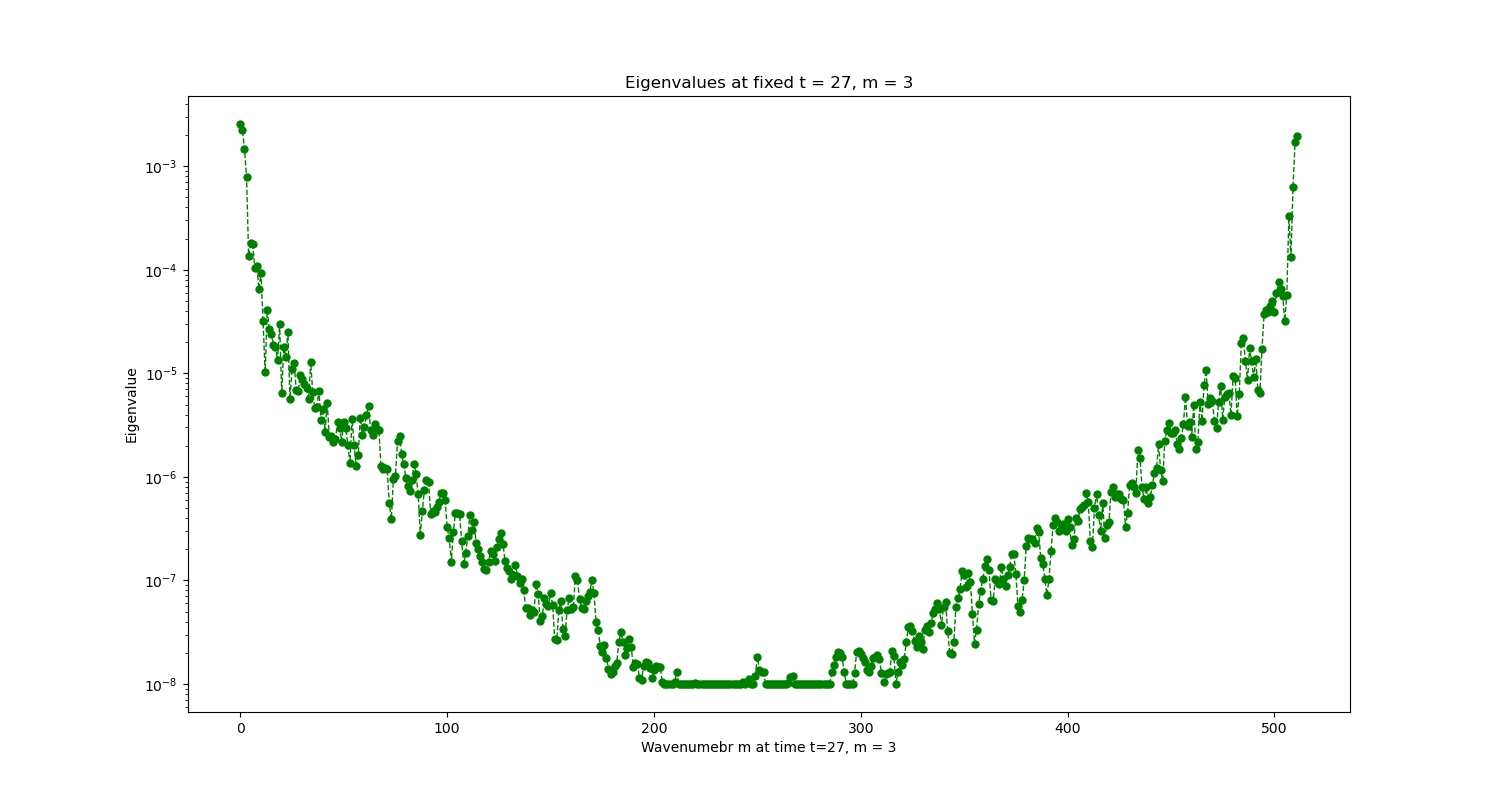 Eigenvalues at fixed t = 27, m = 3
Eigenvalue
10⁻³
10⁻⁴
10⁻⁵
10⁻⁶
10⁻⁷
10⁻⁸
0 100 200 300 400 500
Wavenumebr m at time t=27, m = 3